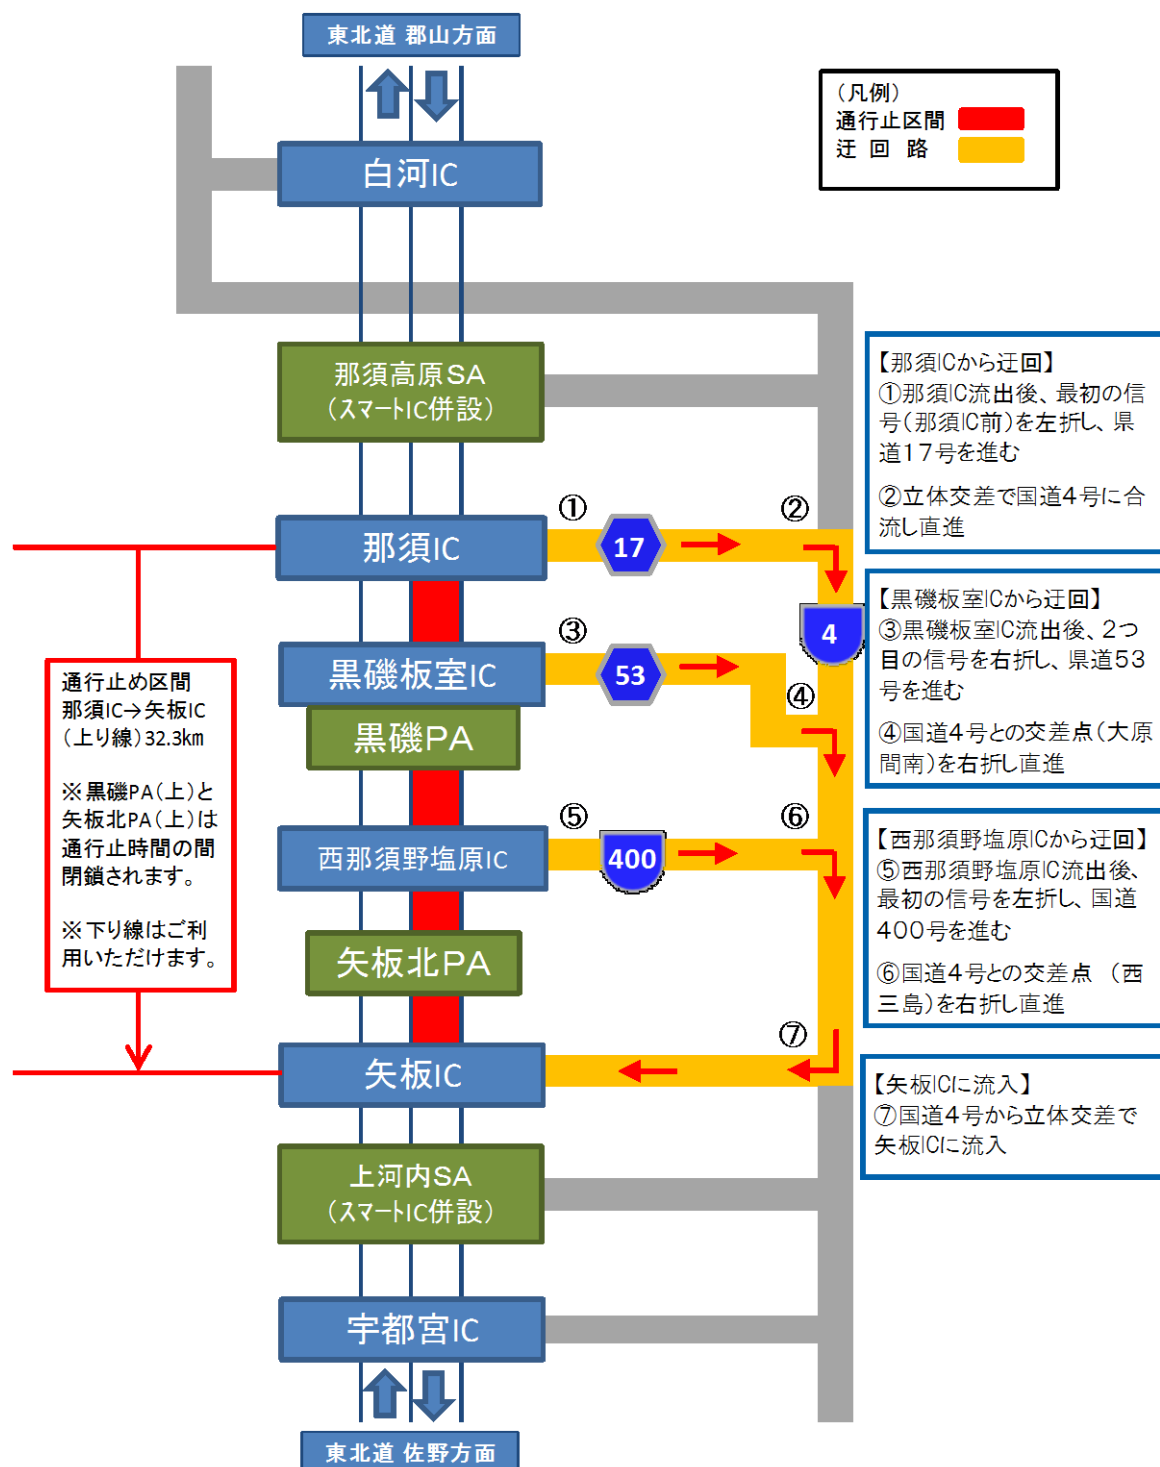 東北道 郡山方面
(凡例)
通行止区間
迂 回 路
白河IC
那須高原SA
(スマートIC併設)
【那須ICから迂回】
①那須IC流出後、最初の信
号(那須IC前)を左折し、県
道17号を進む
②立体交差で国道4号に合
流し直進
①
②
那須IC
17
4
【黒磯板室ICから迂回】
③黒磯板室IC流出後、2つ
目の信号を右折し、県道53
号を進む
④国道4号との交差点(大原
間南)を右折し直進
③
黒磯板室IC
53
④
黒磯PA
通行止め区間
那須IC→矢板IC
(上り線)32.3km
※黒磯PA(上)と
矢板北PA(上)は
通行止時間の間
閉鎖されます。
※下り線はご利
用いただけます。
⑤
⑥
西那須野塩原IC
400
【西那須野塩原ICから迂回】
⑤西那須野塩原IC流出後、
最初の信号を左折し、国道
400号を進む
⑥国道4号との交差点 (西
三島)を右折し直進
矢板北PA
⑦
矢板IC
【矢板ICに流入】
⑦国道4号から立体交差で
矢板ICに流入
上河内SA
(スマートIC併設)
宇都宮IC
東北道 佐野方面